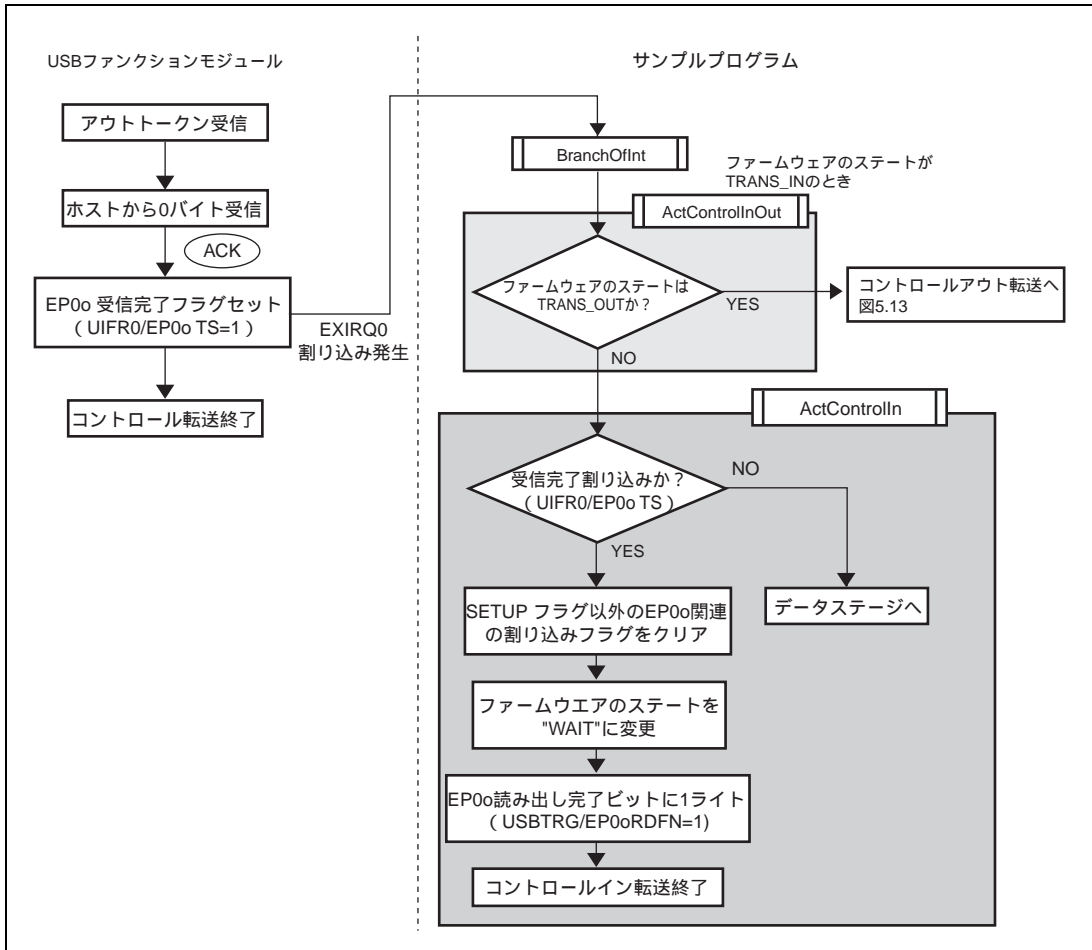 USBファンクションモジュール
アウトトークン受信
ホストから0バイト受信
ACK
EP0o 受信完了フラグセット
( UIFR0/EP0o TS=1 )
コントロール転送終了
EXIRQ0
割り込み発生
サンプルプログラム
BranchOfInt
ファームウェアのステートが
TRANS_INのとき
ActControlInOut
ファームウェアのステートは
TRANS_OUTか?
YES
コントロールアウト転送へ
図5.13
NO
ActControlIn
受信完了割り込みか?
( UIFR0/EP0o TS )
NO
YES
データステージへ
SETUP フラグ以外のEP0o関連
の割り込みフラグをクリア
ファームウエアのステートを
"WAIT"に変更
EP0o読み出し完了ビットに1ライト
( USBTRG/EP0oRDFN=1)
コントロールイン転送終了